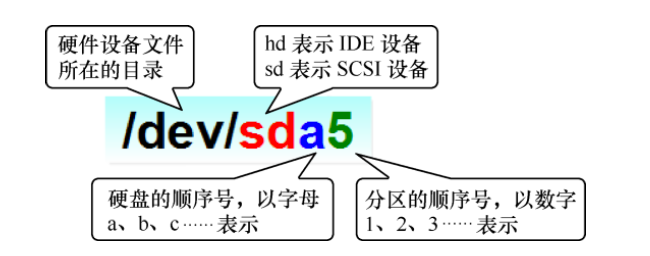 硬件设备文件
所在的目录
hd 表示 IDE 设备
sd 表示 SCSI 设备
/dev/sda5
硬盘的顺序号，以字母
a、b、c……表示
分区的顺序号，以数字
1、2、3……表示